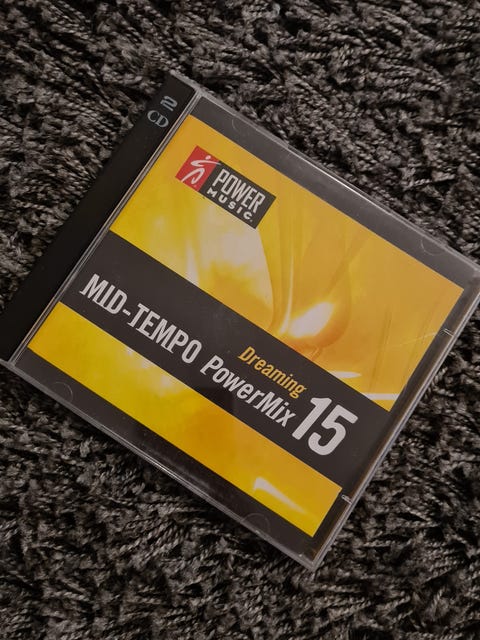 2
CD
POWER
MUSIC
Dreaming
MID-TEMPO PowerMix 15